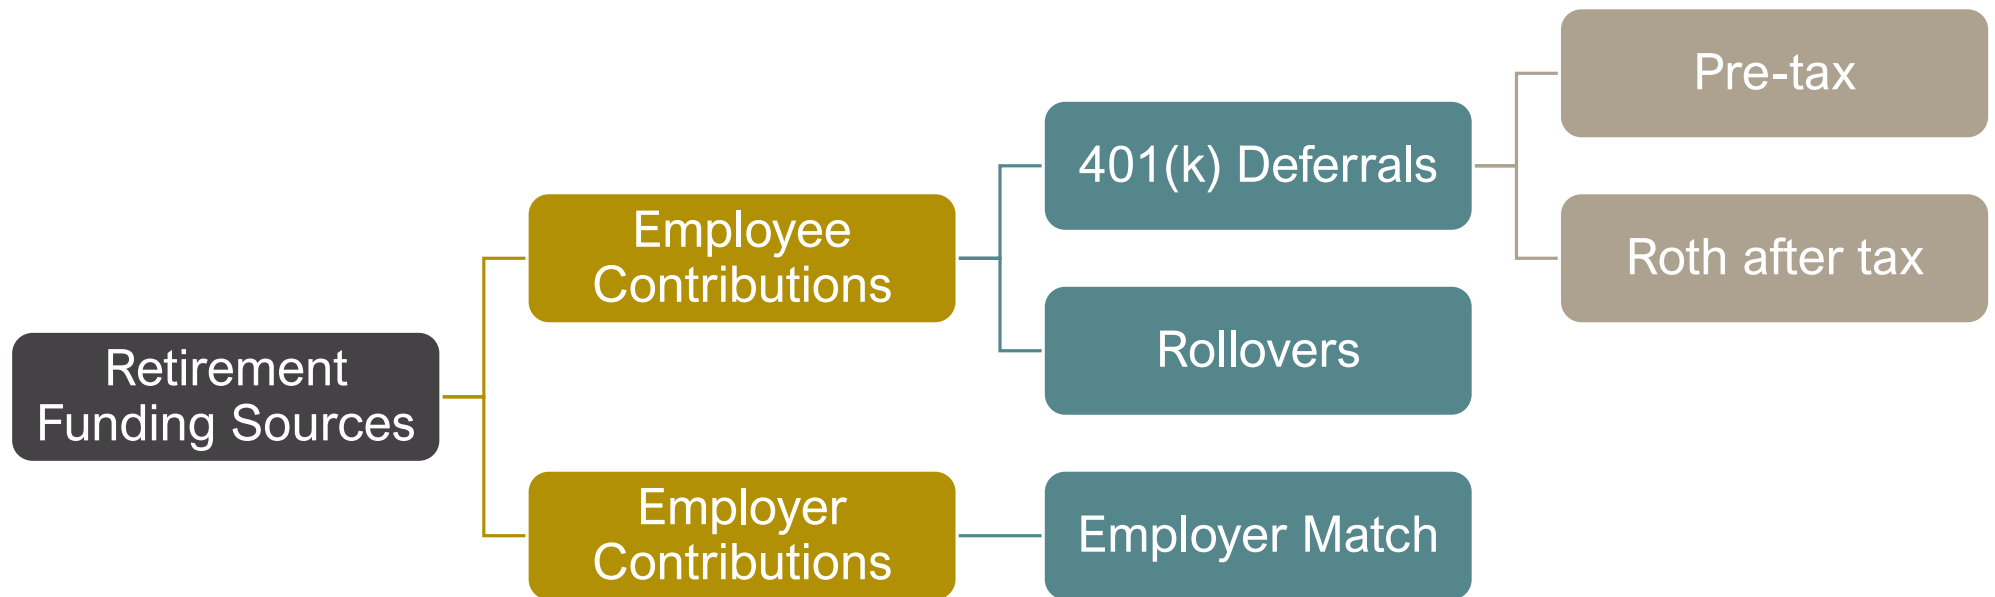 Retirement
Funding Sources
Employee
Contributions
401(k) Deferrals
Pre-tax
Roth after tax
Rollovers
Employer
Contributions
Employer Match